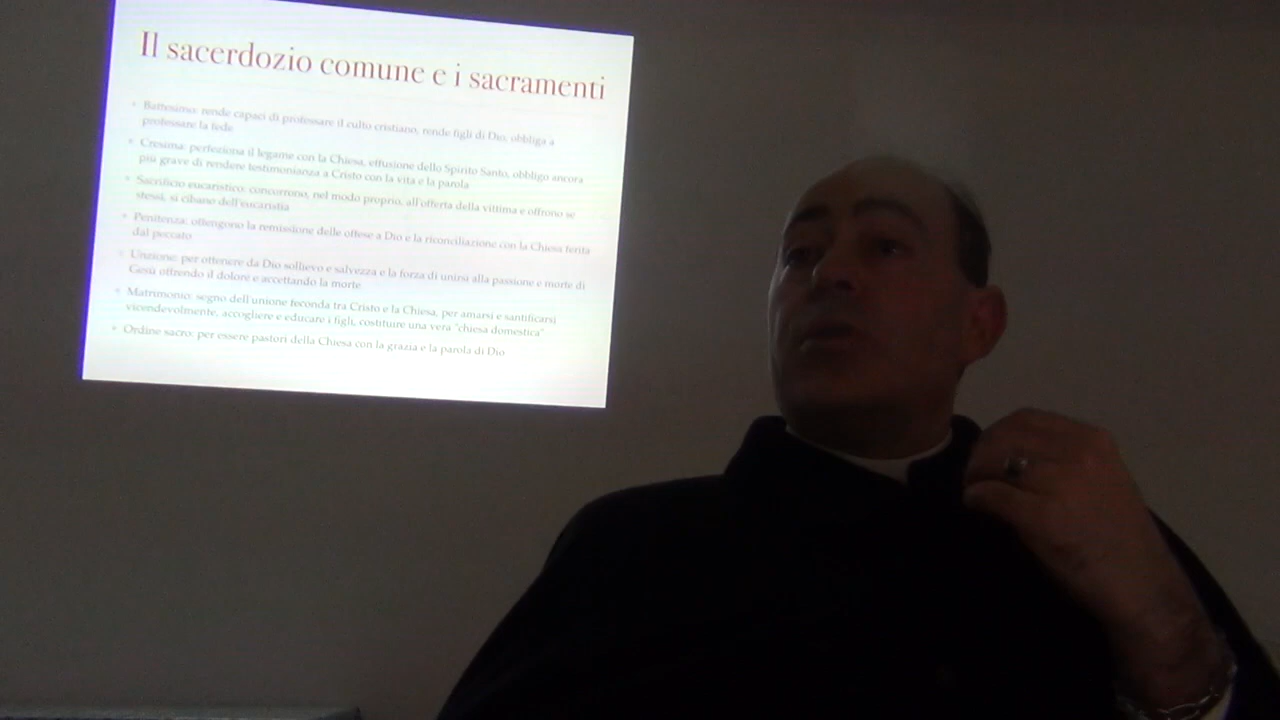 Il sacerdozio comune e i sacramenti
Battesimo: rende capaci di professare il culto cristiano, rende figli di Dio, obbliga a
professare la fede
Cresima: perfeziona il legame con la Chiesa, effusione dello Spirito Santo, obbligo ancora
più grave di rendere testimonianza a Cristo con la vita e la parola
Sacrificio eucaristico: concorrono, nel modo proprio, all'offerta della vittima e offrono se
stessi, si cibano dell'eucaristia
Penitenza: ottengono la remissione delle offese a Dio e la riconciliazione con la Chiesa ferita
dal peccato
Unzione: per ottenere da Dio sollievo e salvezza e la forza di unirsi alla passione e morte di
Gesù offrendo il dolore e accettando la morte
Matrimonio: segno dell'unione feconda tra Cristo e la Chiesa, per amarsi e santificarsi
vicendevolmente, accogliere e educare i figli, costituire una vera "chiesa domestica"
Ordine sacro: per essere pastori della Chiesa con la grazia e la parola di Dio